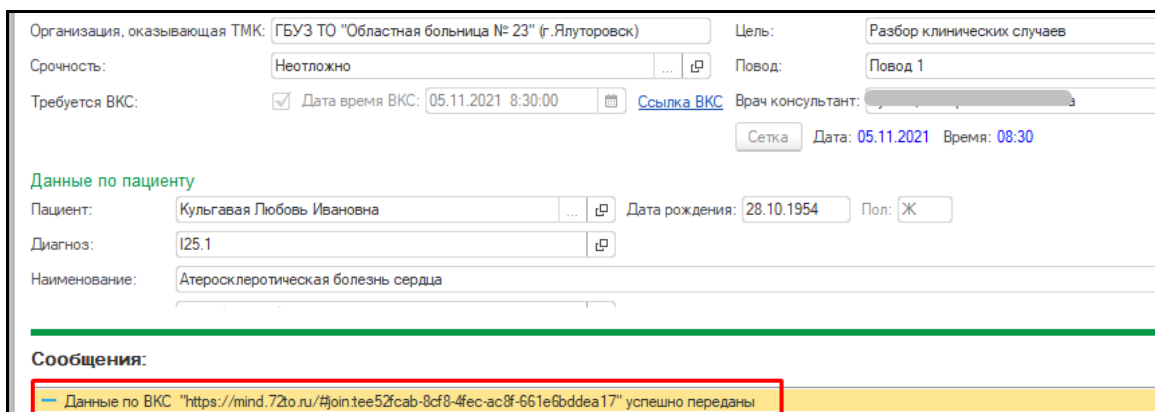 Организация, оказывающая ТМК: ГБУЗ ТО "Областная больница № 23" (г.Ялуторовск) Цель: Разбор клинических случаев
Срочность: Неотложно ... Повод: Повод 1
Требуется ВКС: Дата время ВКС: 05.11.2021 8:30:00 Ссылка ВКС Врач консультант:
Сетка Дата: 05.11.2021 Время: 08:30
Данные по пациенту
Пациент: Кульгавая Любовь Ивановна ... Дата рождения: 28.10.1954 Пол: Ж
Диагноз: I25.1
Наименование: Атеросклеротическая болезнь сердца
Сообщения:
— Данные по ВКС "https://mind.72to.ru/#join:tee52fcab-8cf8-4fec-ac8f-661e6bddea17" успешно переданы